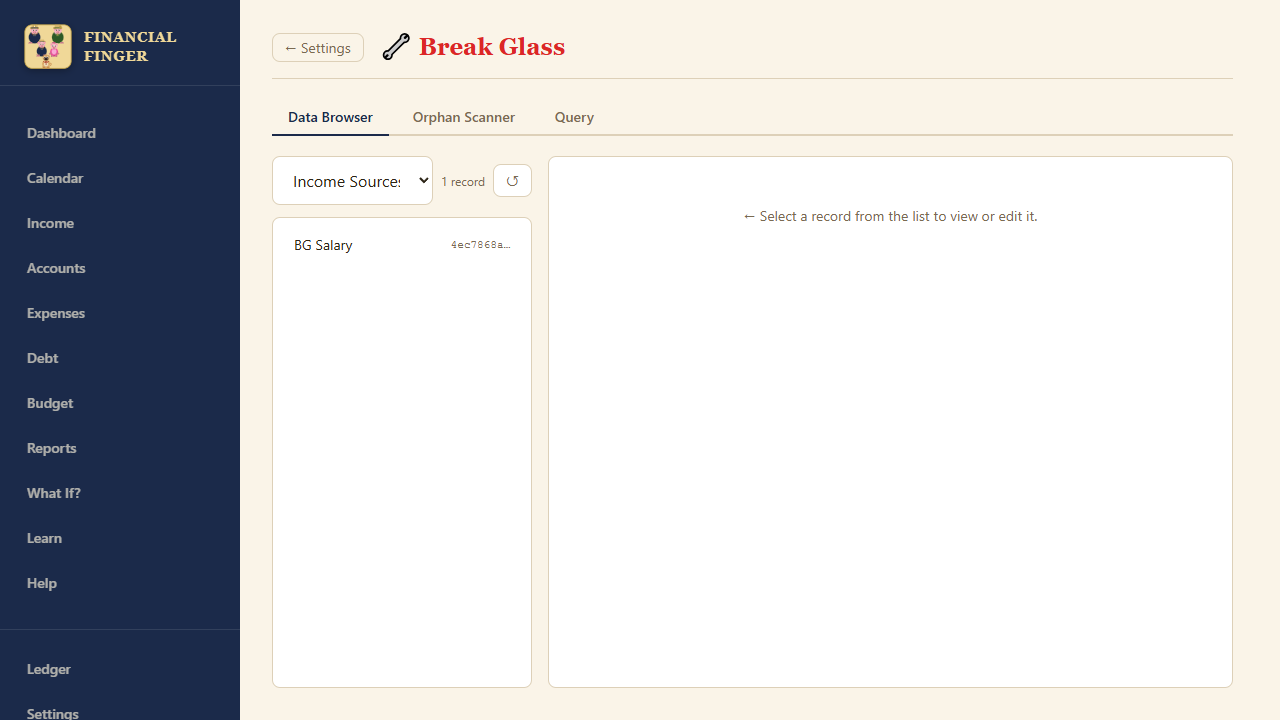 FINANCIAL
FINGER
Dashboard
Calendar
Income
Accounts
Expenses
Debt
Budget
Reports
What If?
Learn
Help
Ledger
Settings
← Settings
Break Glass
Data Browser
Orphan Scanner
Query
Income Sources
1 record
↺
BG Salary
4ec7868a…
← Select a record from the list to view or edit it.